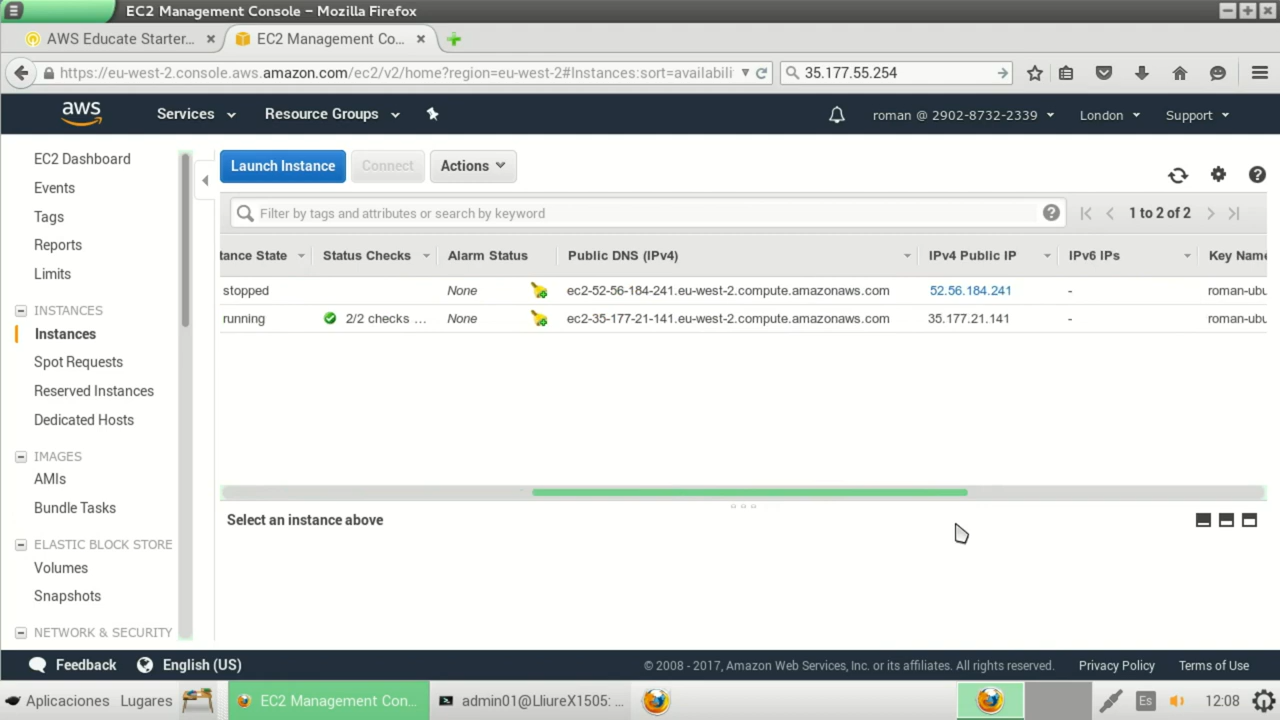 EC2 Management Console - Mozilla Firefox
AWS Educate Starter...
EC2 Management Co...
https://eu-west-2.console.aws.amazon.com/ec2/v2/home?region=eu-west-2#Instances:sort=availabili
35.177.55.254
aws
Services
Resource Groups
roman @ 2902-8732-2339
London
Support
EC2 Dashboard
Events
Tags
Reports
Limits
INSTANCES
Instances
Spot Requests
Reserved Instances
Dedicated Hosts
IMAGES
AMIs
Bundle Tasks
ELASTIC BLOCK STORE
Volumes
Snapshots
NETWORK & SECURITY
Launch Instance
Connect
Actions
Filter by tags and attributes or search by keyword
1 to 2 of 2
tance State
Status Checks
Alarm Status
Public DNS (IPv4)
IPv4 Public IP
IPv6 IPs
Key Name
stopped
None
ec2-52-56-184-241.eu-west-2.compute.amazonaws.com
52.56.184.241
-
roman-ubu
running
2/2 checks ...
None
ec2-35-177-21-141.eu-west-2.compute.amazonaws.com
35.177.21.141
-
roman-ubu
Select an instance above
Feedback
English (US)
© 2008 - 2017, Amazon Web Services, Inc. or its affiliates. All rights reserved.
Privacy Policy
Terms of Use
Aplicaciones
Lugares
EC2 Management Con...
admin01@LliureX1505: ...
Es
12:08